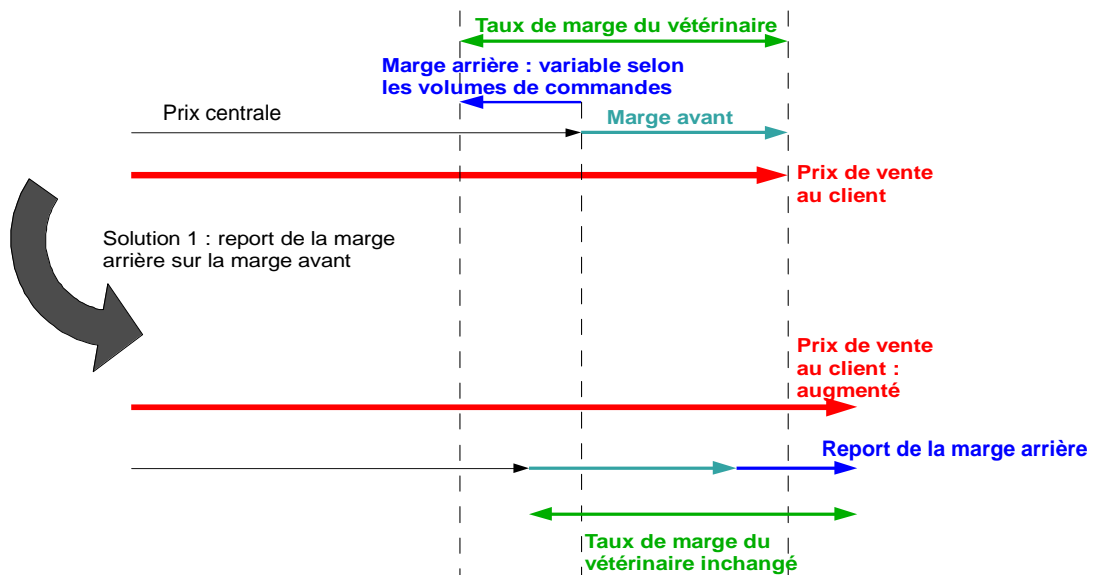 Taux de marge du vétérinaire
Marge arrière : variable selon
les volumes de commandes
Prix centrale
Marge avant
Prix de vente
au client
Solution 1 : report de la marge
arrière sur la marge avant
Prix de vente
au client :
augmenté
Report de la marge arrière
Taux de marge du
vétérinaire inchangé